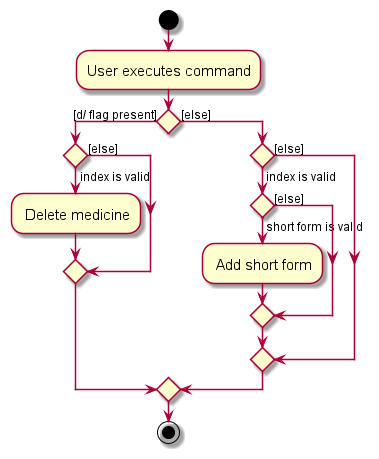 User executes command
[d/ flag present] [else]
[else] [else]
index is valid index is valid
[else]
Delete medicine short form is valid
Add short form